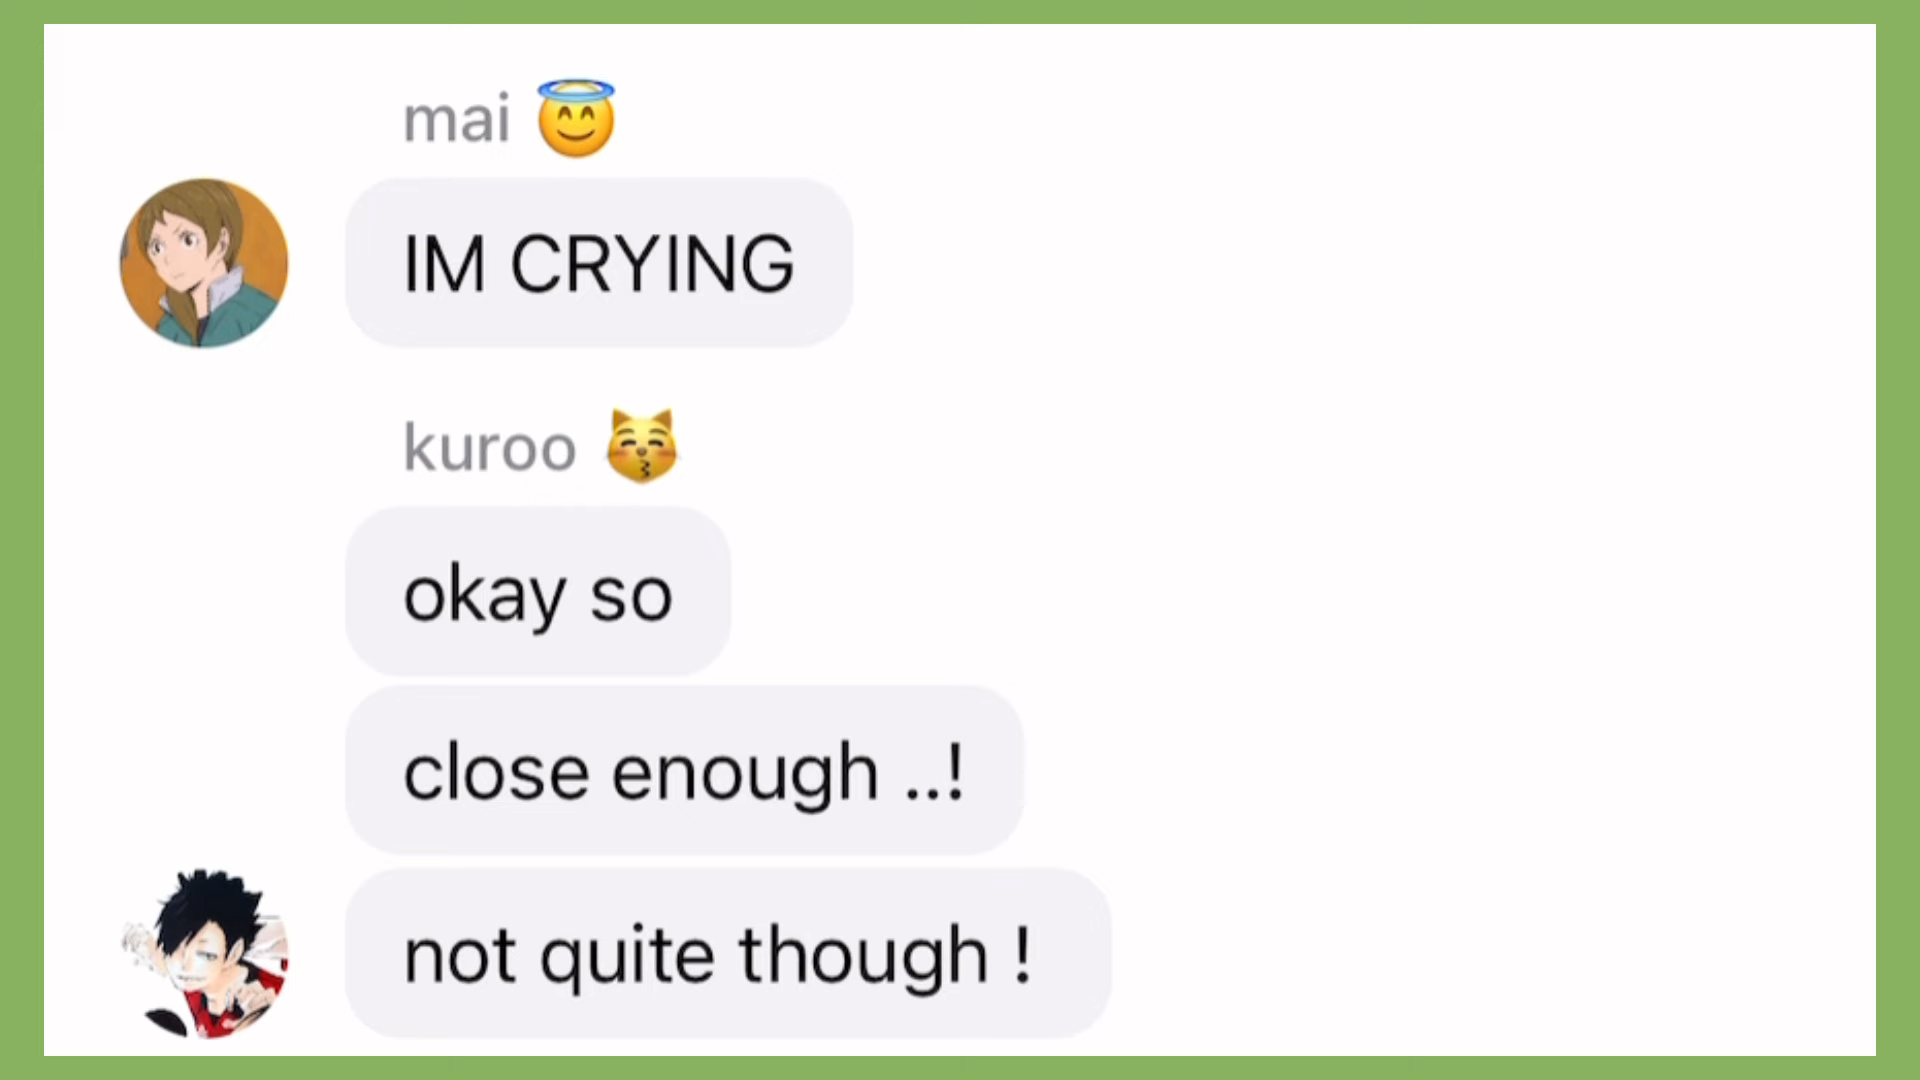 mai 😇
IM CRYING
kuroo 😽
okay so
close enough ..!
not quite though !